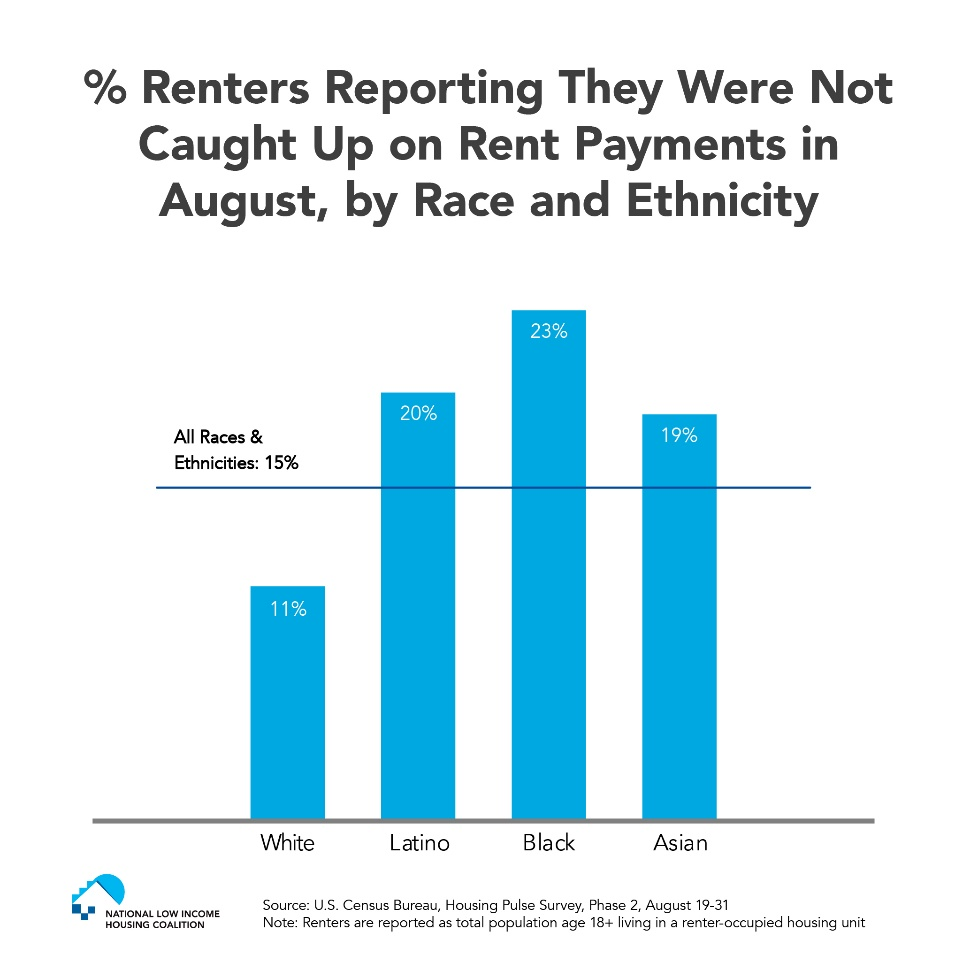 % Renters Reporting They Were Not
Caught Up on Rent Payments in
August, by Race and Ethnicity
23%
20%
19%
All Races &
Ethnicities: 15%
11%
White
Latino
Black
Asian
NATIONAL LOW INCOME
HOUSING COALITION
Source: U.S. Census Bureau, Housing Pulse Survey, Phase 2, August 19-31
Note: Renters are reported as total population age 18+ living in a renter-occupied housing unit